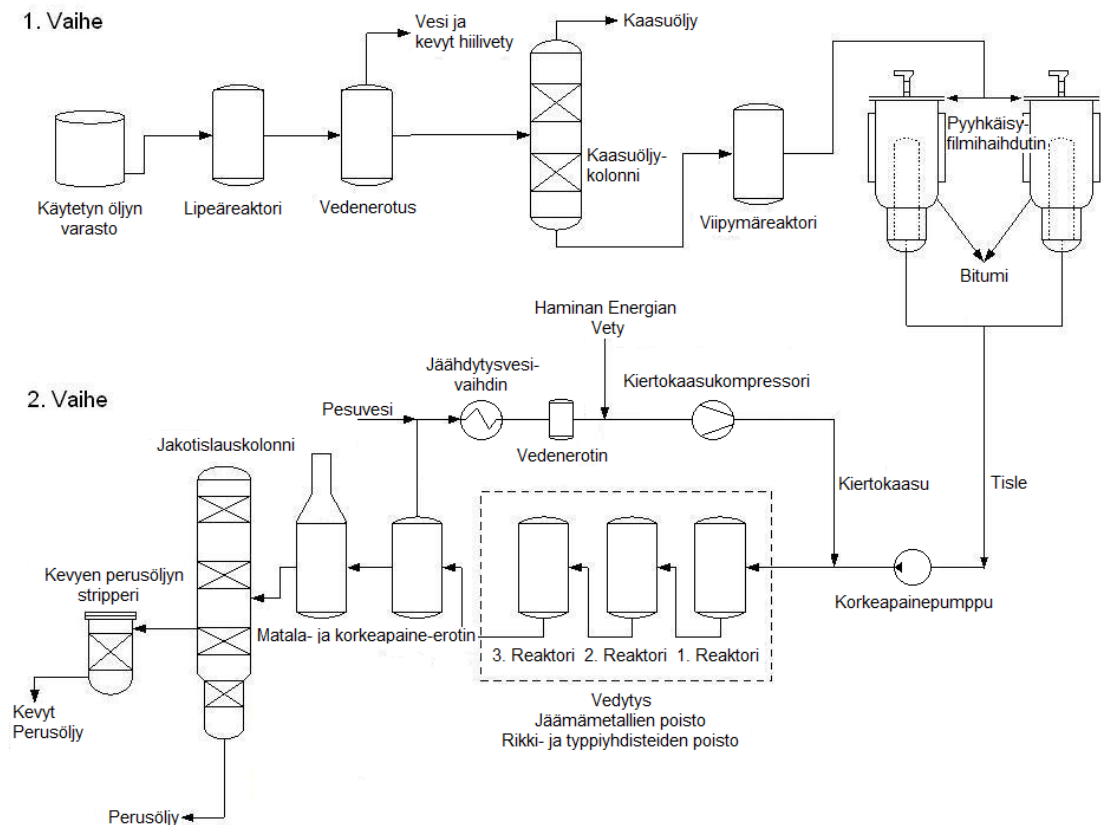 1. Vaihe
Vesi ja
kevyt hiilivety
Kaasuöljy
Pyyhkäisy-
filmihaihdutin
Kaasuöljy-
kolonni
Käytetyn öljyn
varasto
Lipeäreaktori
Vedenerotus
Viipymäreaktori
Bitumi
Haminan Energian
Vety
2. Vaihe
Jäähdytysvesi-
vaihdin
Kiertokaasukompressori
Pesuvesi
Vedenerotin
Jakotislauskolonni
Kiertokaasu
Tisle
Kevyen perusöljyn
stripperi
Korkeapainepumppu
Matala- ja korkeapaine-erotin
3. Reaktori
2. Reaktori
1. Reaktori
Kevyt
Perusöljy
Vedytys
Jäämämetallien poisto
Rikki- ja typpiyhdisteiden poisto
Perusöljy